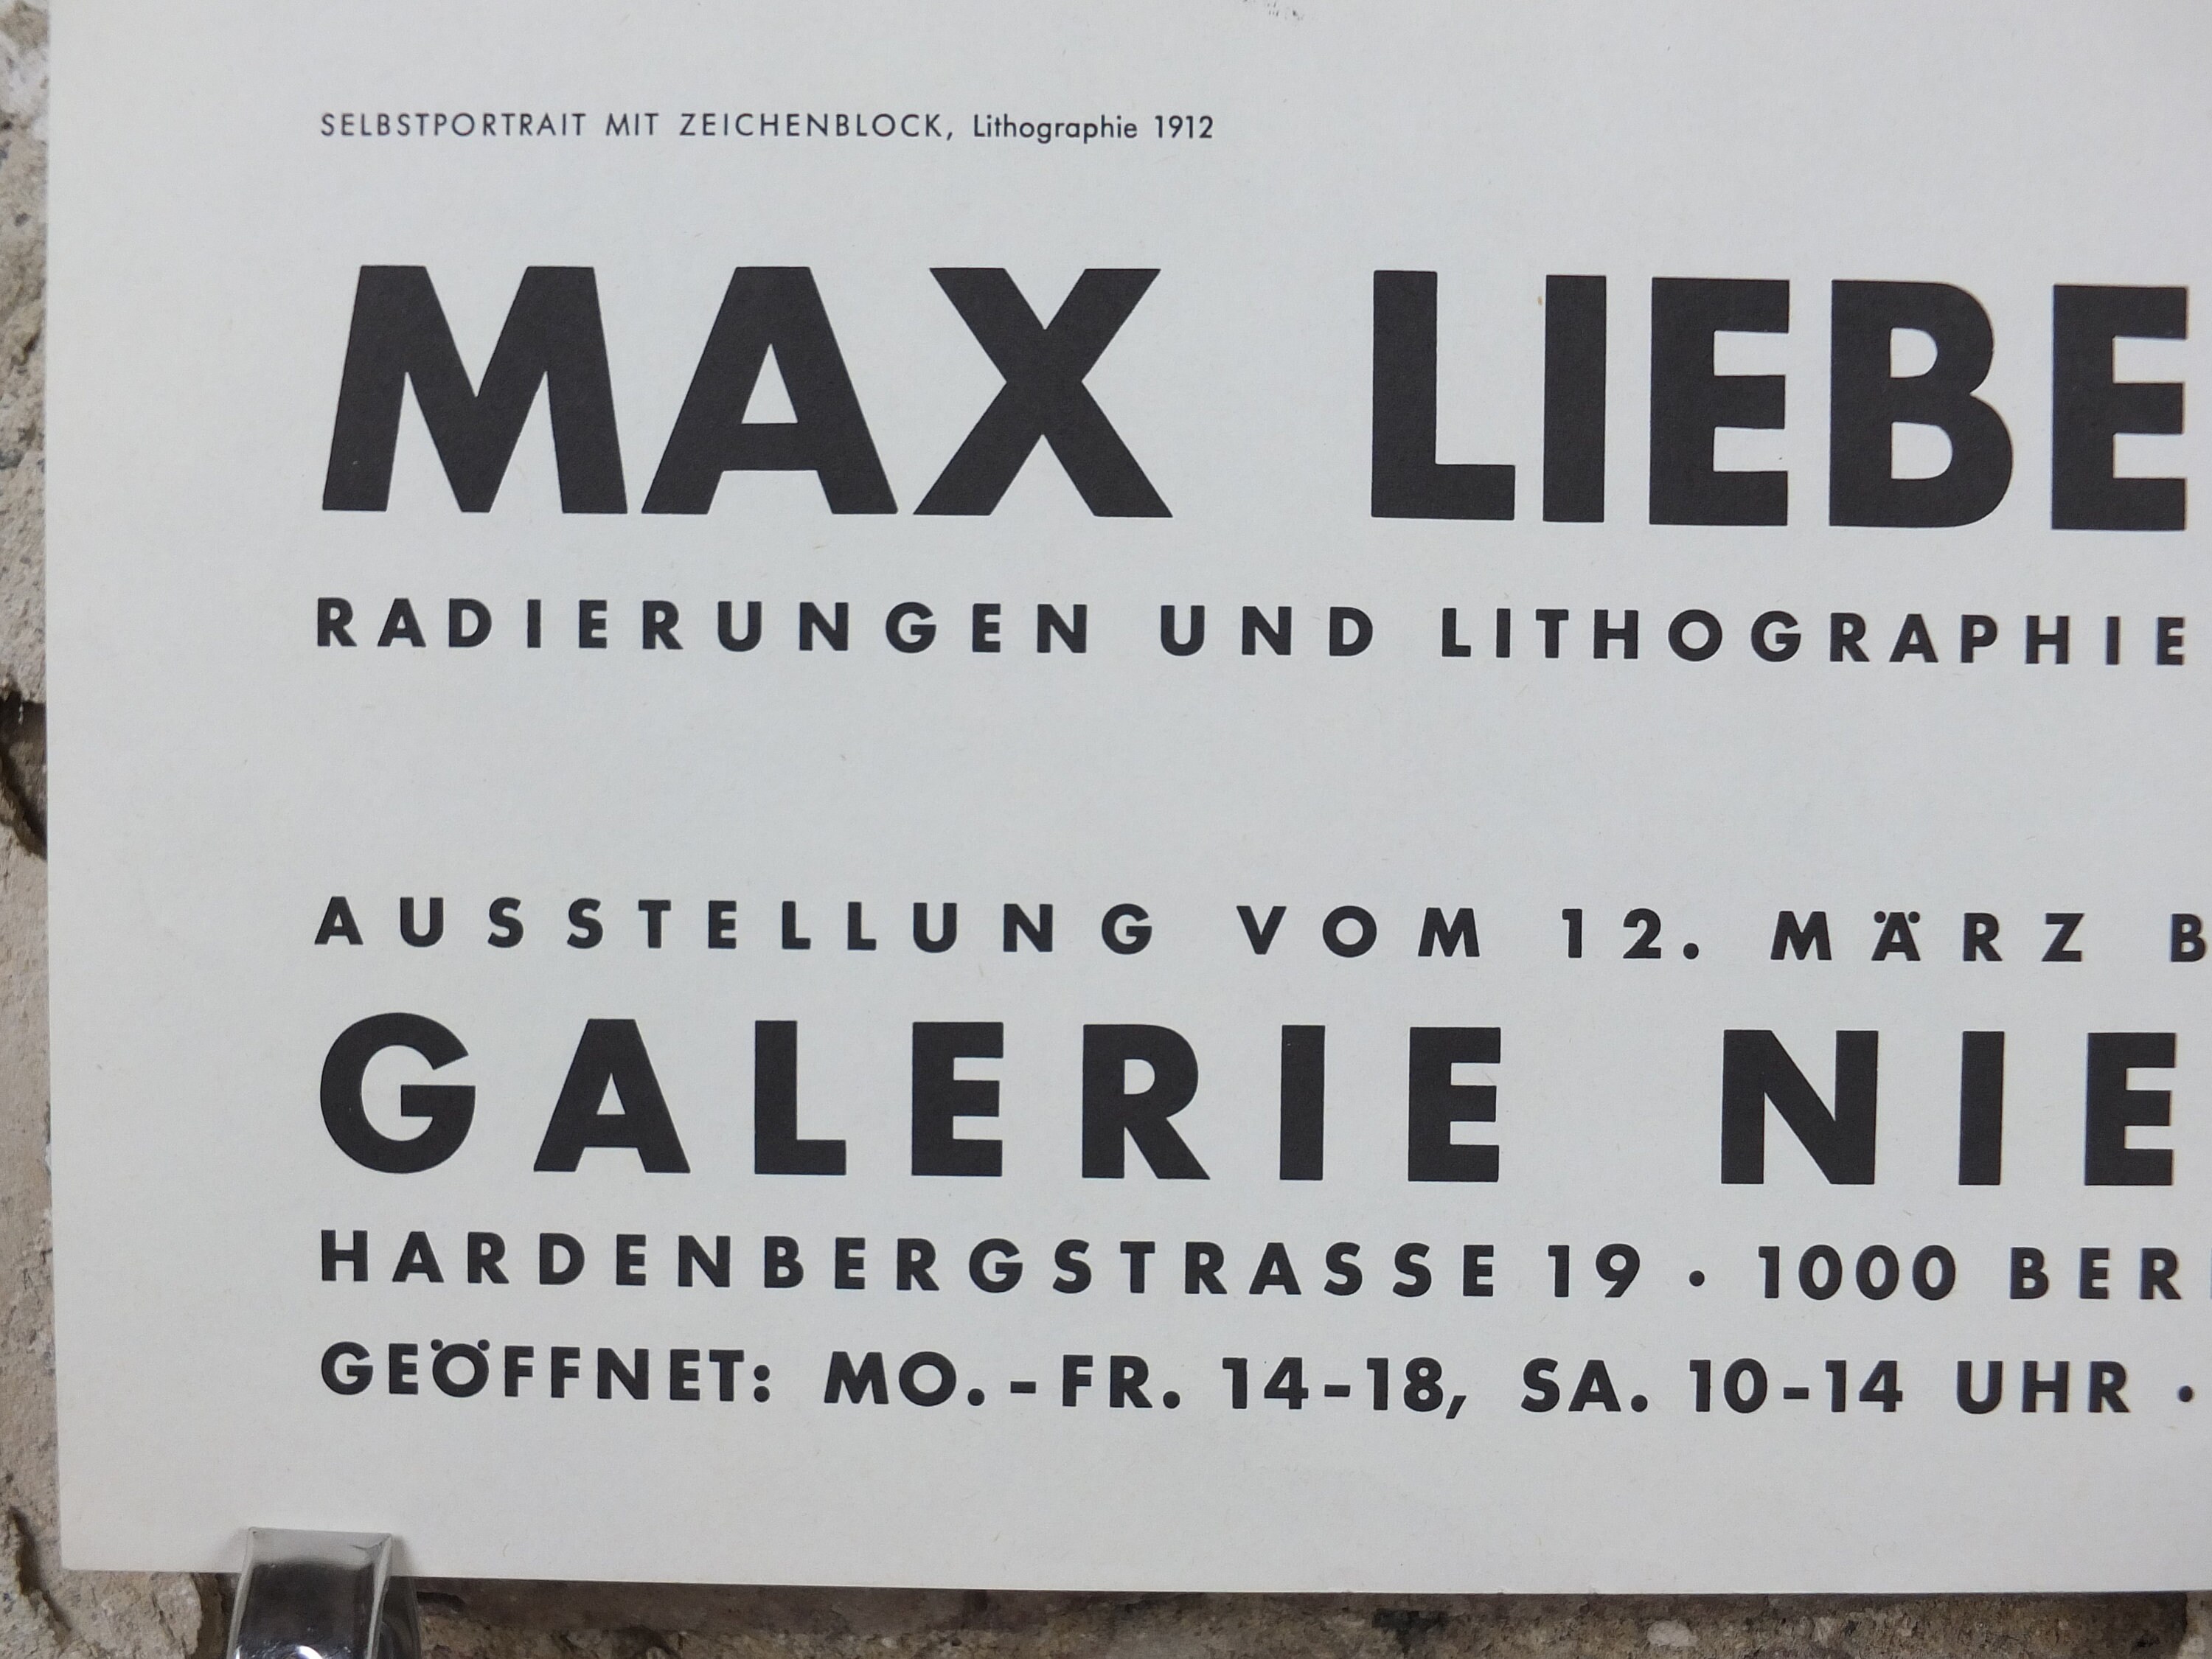 SELBSTPORTRAIT MIT ZEICHENBLOCK, Lithographie 1912
MAX LIEBE
RADIERUNGEN UND LITHOGRAPHIE
AUSSTELLUNG VOM 12. MÄRZ B
GALERIE NIE
HARDENBERGSTRASSE 19 · 1000 BER
GEÖFFNET: MO.-FR. 14-18, SA. 10-14 UHR ·